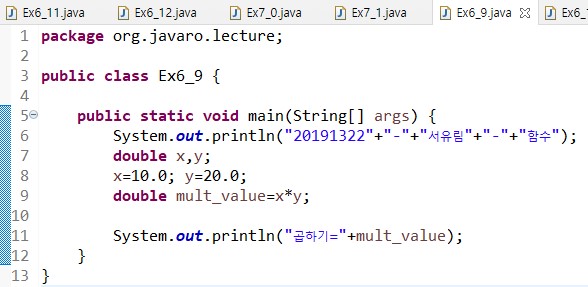 Ex6_11.java Ex6_12.java Ex7_0.java Ex7_1.java Ex6_9.java Ex6_
1 package org.javaro.lecture;
2
3 public class Ex6_9 {
4
5 public static void main(String[] args) {
6 System.out.println("20191322"+"-"+"서유림"+"-"+"함수");
7 double x,y;
8 x=10.0; y=20.0;
9 double mult_value=x*y;
10
11 System.out.println("곱하기="+mult_value);
12 }
13 }